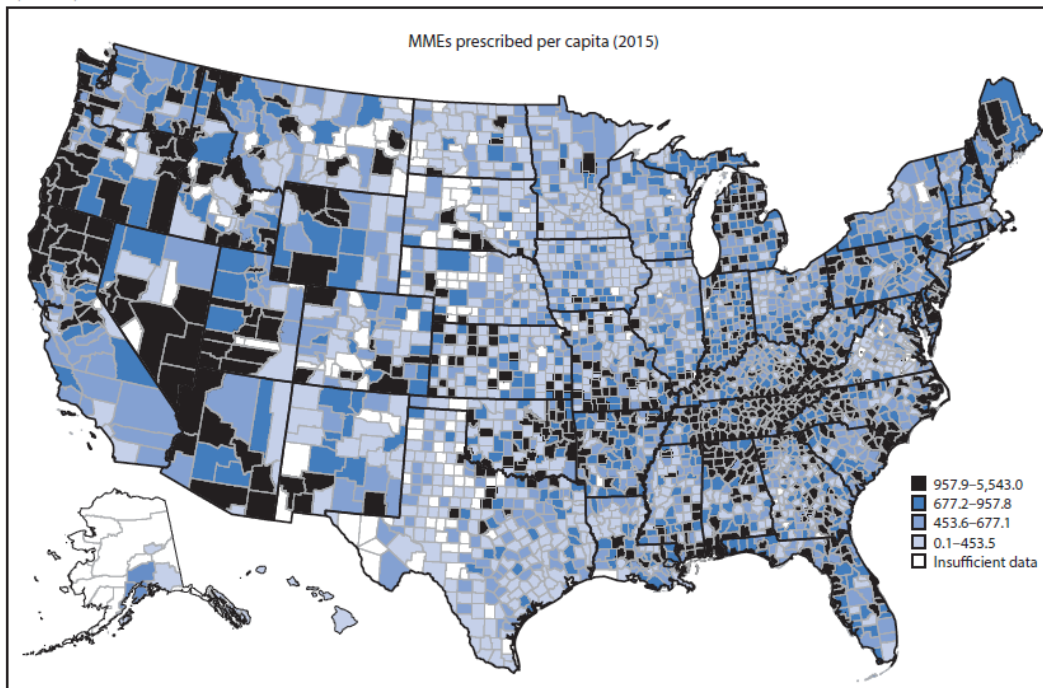 MMEs prescribed per capita (2015)
957.9–5,543.0
677.2–957.8
453.6–677.1
0.1–453.5
Insufficient data